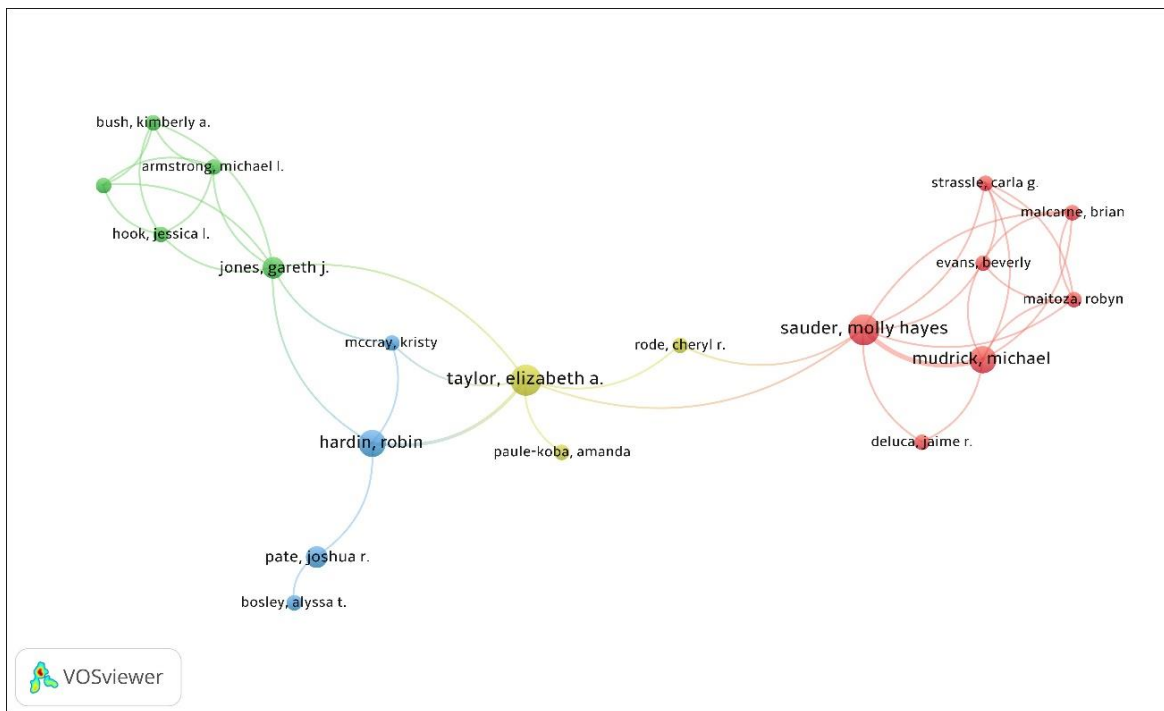 bush, kimberly a.
armstrong, michael l.
hook, jessica l.
jones, gareth j.
mccray, kristy
taylor, elizabeth a.
hardin, robin
pate, joshua r.
bosley, alyssa t.
rode, cheryl r.
paule-koba, amanda
strassle, carla g.
malcarne, brian
evans, beverly
maitoza, robyn
sauder, molly hayes
mudrick, michael
deluca, jaime r.
VOSviewer